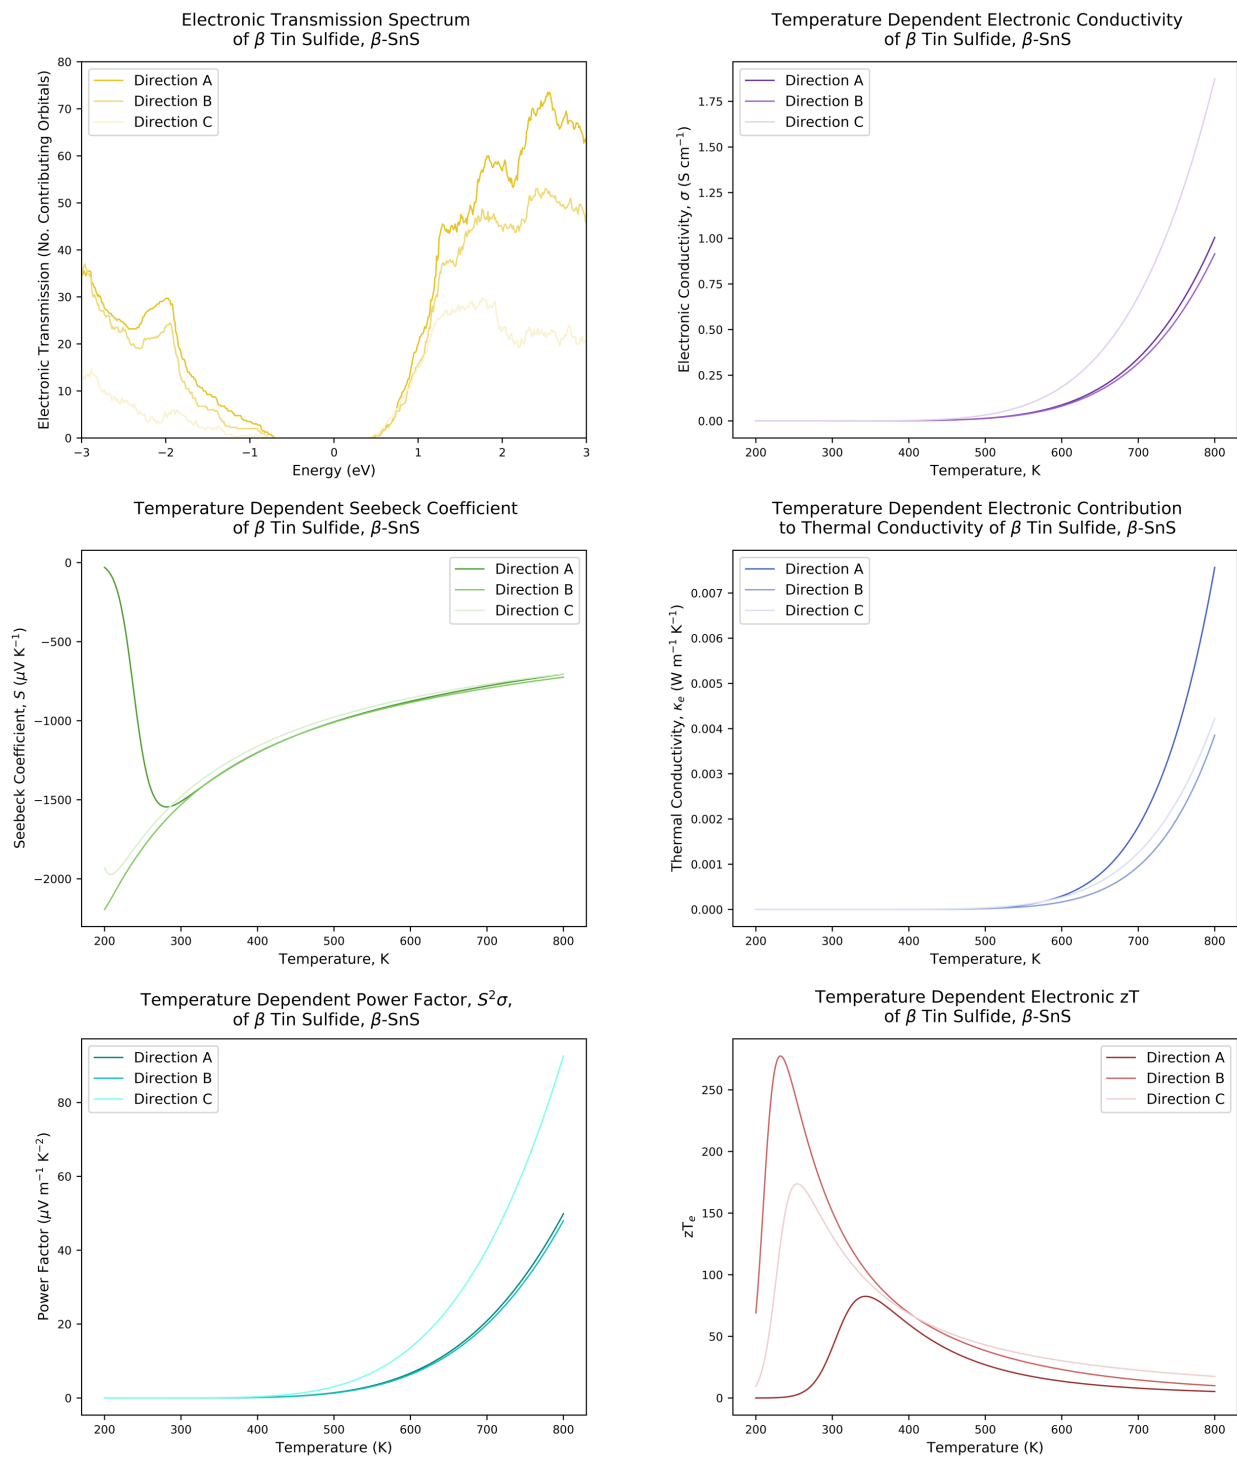 Electronic Transmission Spectrum
of β Tin Sulfide, β-SnS
Electronic Transmission (No. Contributing Orbitals)
80
70
60
50
40
30
20
10
0
Direction A
Direction B
Direction C
−3
−2
−1
0
1
2
3
Energy (eV)
Temperature Dependent Electronic Conductivity
of β Tin Sulfide, β-SnS
Electronic Conductivity, σ (S cm⁻¹)
1.75
1.50
1.25
1.00
0.75
0.50
0.25
0.00
Direction A
Direction B
Direction C
200
300
400
500
600
700
800
Temperature, K
Temperature Dependent Seebeck Coefficient
of β Tin Sulfide, β-SnS
Seebeck Coefficient, S (μV K⁻¹)
0
−500
−1000
−1500
−2000
Direction A
Direction B
Direction C
200
300
400
500
600
700
800
Temperature, K
Temperature Dependent Electronic Contribution
to Thermal Conductivity of β Tin Sulfide, β-SnS
Thermal Conductivity, κₑ (W m⁻¹ K⁻¹)
0.007
0.006
0.005
0.004
0.003
0.002
0.001
0.000
Direction A
Direction B
Direction C
200
300
400
500
600
700
800
Temperature, K
Temperature Dependent Power Factor, S²σ,
of β Tin Sulfide, β-SnS
Power Factor (μV m⁻¹ K⁻²)
80
60
40
20
0
Direction A
Direction B
Direction C
200
300
400
500
600
700
800
Temperature (K)
Temperature Dependent Electronic zT
of β Tin Sulfide, β-SnS
zTₑ
250
200
150
100
50
0
Direction A
Direction B
Direction C
200
300
400
500
600
700
800
Temperature (K)